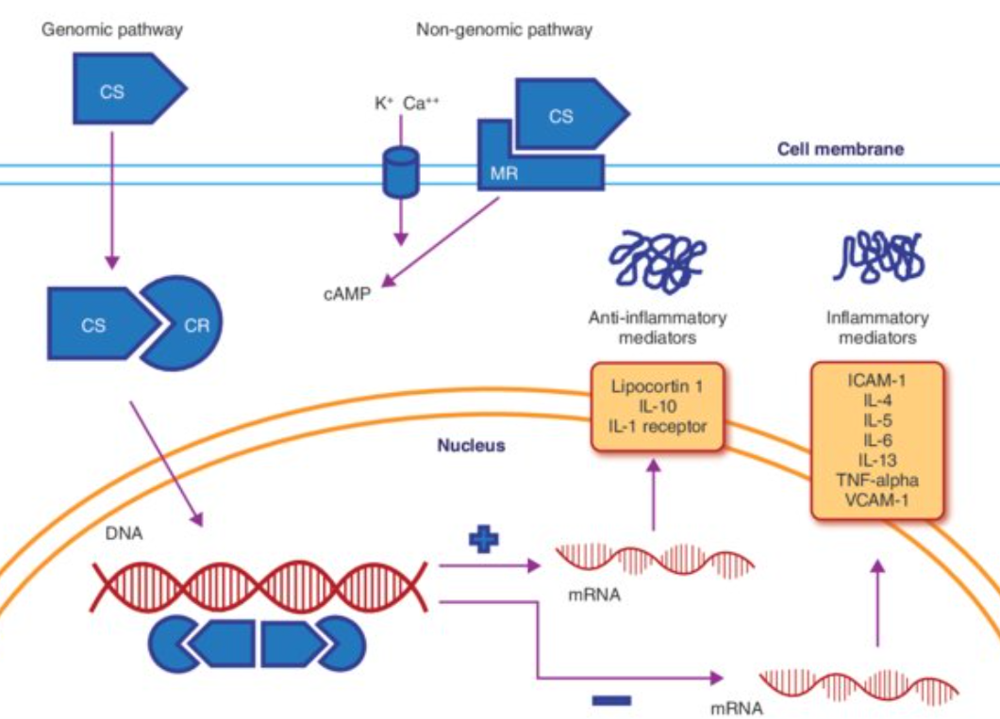 Genomic pathway
Non-genomic pathway
CS
K⁺ Ca⁺⁺
CS
Cell membrane
MR
cAMP
CS
CR
Anti-inflammatory
mediators
Inflammatory
mediators
Lipocortin 1
IL-10
IL-1 receptor
ICAM-1
IL-4
IL-5
IL-6
IL-13
TNF-alpha
VCAM-1
Nucleus
DNA
mRNA
mRNA